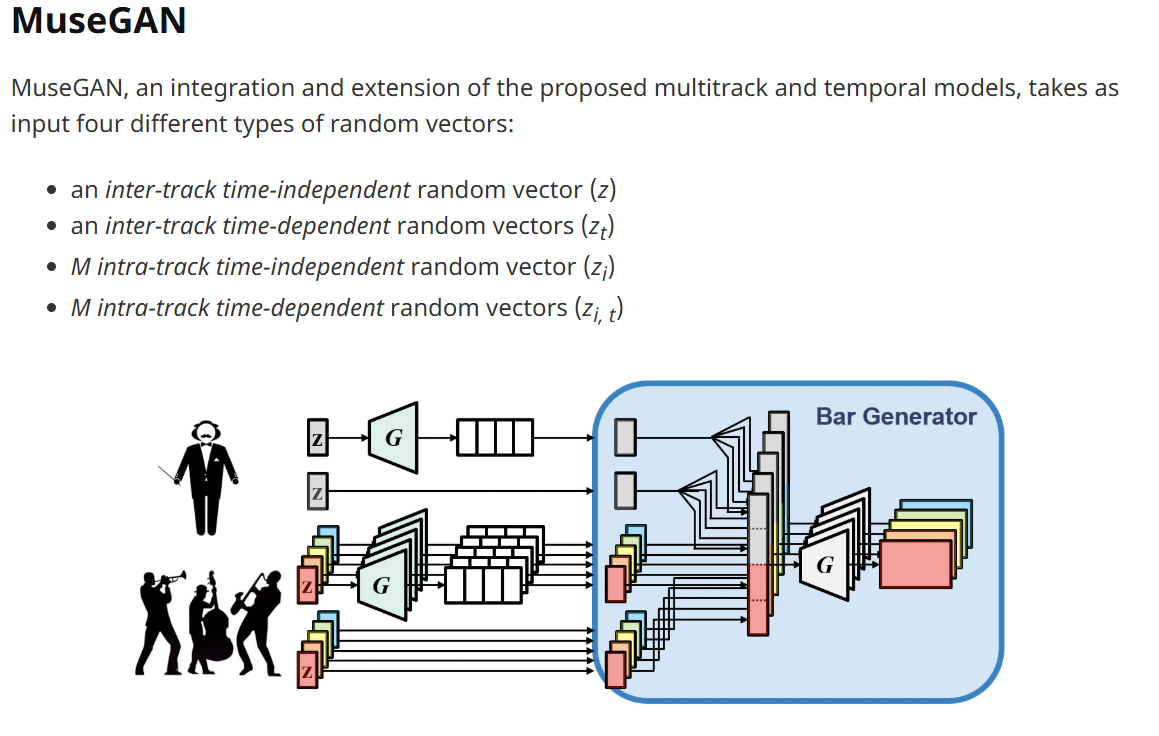 MuseGAN
MuseGAN, an integration and extension of the proposed multitrack and temporal models, takes as
input four different types of random vectors:
• an inter-track time-independent random vector (z)
• an inter-track time-dependent random vectors (zt)
• M intra-track time-independent random vector (zi)
• M intra-track time-dependent random vectors (zi, t)
Bar Generator
z
G
z
z
G
G
z